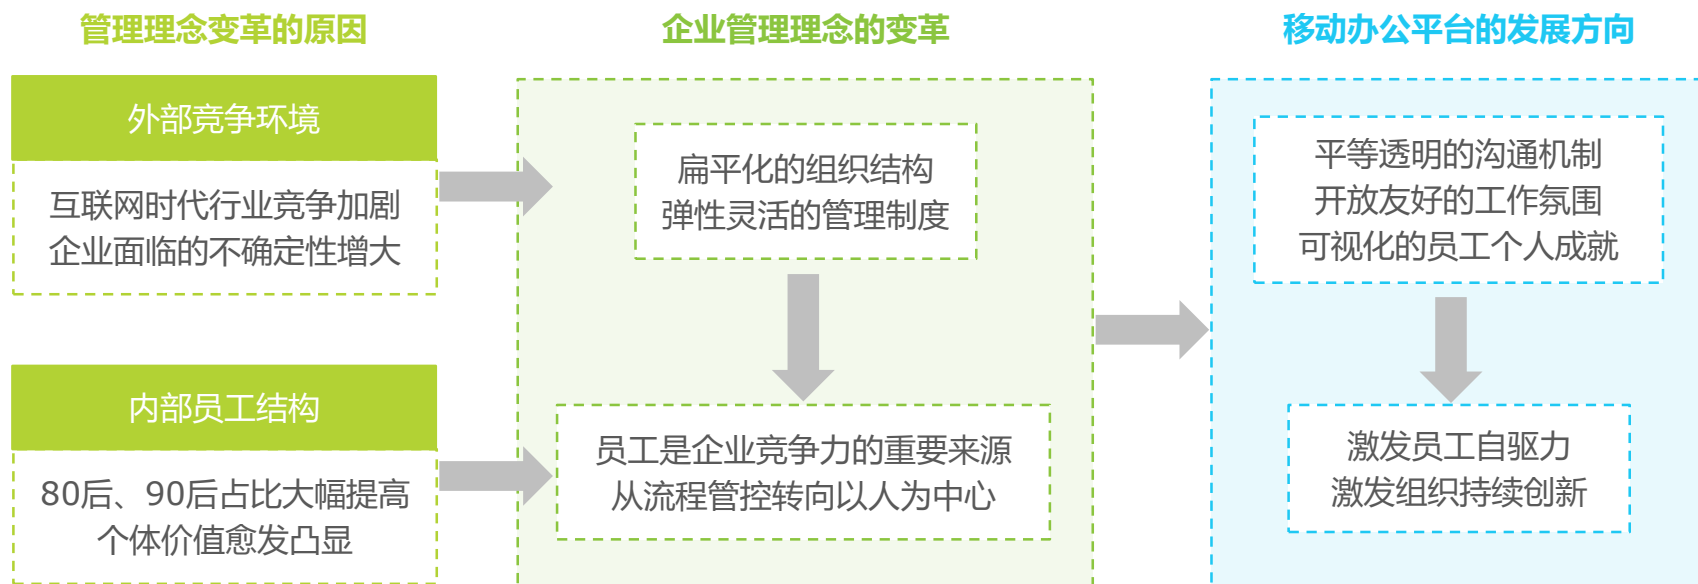 管理理念变革的原因
外部竞争环境
互联网时代行业竞争加剧
企业面临的不确定性增大
内部员工结构
80后、90后占比大幅提高
个体价值愈发凸显
企业管理理念的变革
扁平化的组织结构
弹性灵活的管理制度
员工是企业竞争力的重要来源
从流程管控转向以人为中心
移动办公平台的发展方向
平等透明的沟通机制
开放友好的工作氛围
可视化的员工个人成就
激发员工自驱力
激发组织持续创新